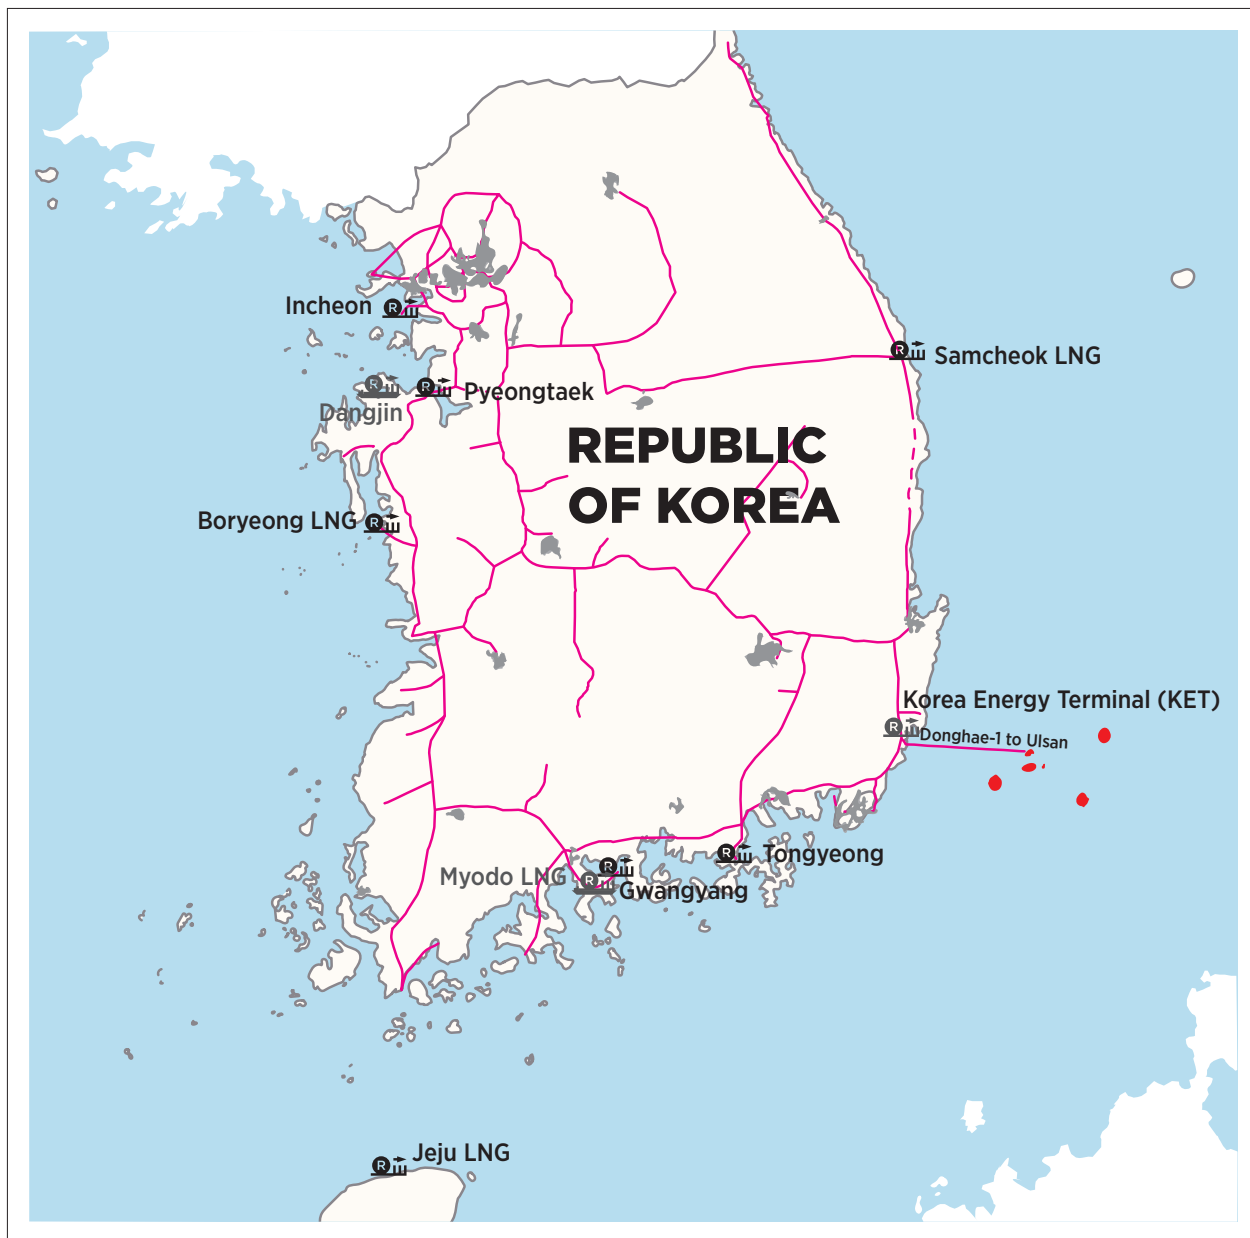 Incheon
R
Samcheok LNG
R
Dangjin
R
Pyeongtaek
R
REPUBLIC
OF KOREA
Boryeong LNG
R
Korea Energy Terminal (KET)
R
Donghae-1 to Ulsan
Tongyeong
R
Myodo LNG
R
Gwangyang
R
Jeju LNG
R